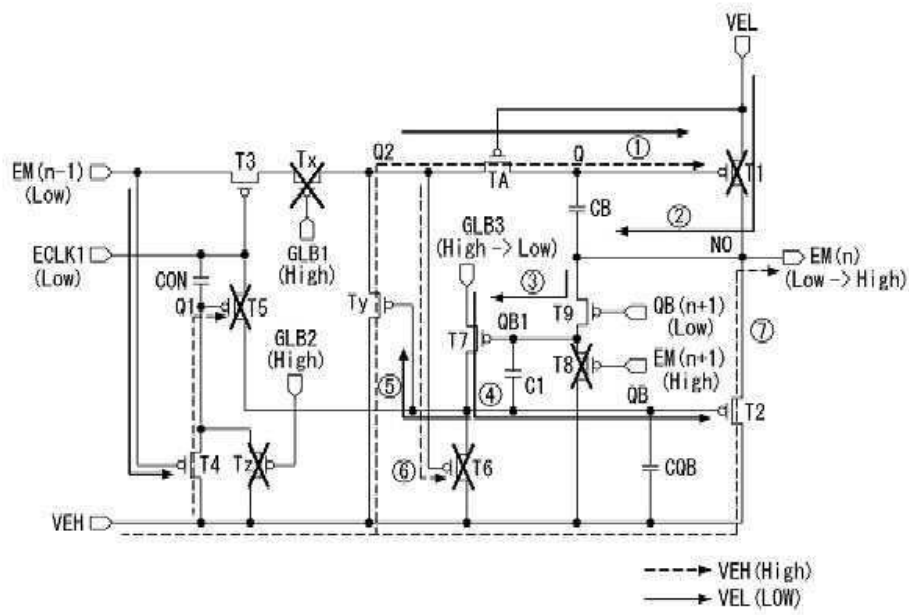 VEL
EM(n-1)
(Low)
T3
Tx
Q2
TA
Q
①
T1
ECLK1
(Low)
CON
GLB1
(High)
GLB3
(High->Low)
CB
②
NO
EM(n)
(Low->High)
Q1
T5
Ty
③
QB1
T9
QB(n+1)
(Low)
⑦
GLB2
(High)
T7
C1
T8
EM(n+1)
(High)
⑤
④
QB
T2
T4
Tz
⑥
T6
CQB
VEH
VEH(High)
VEL(LOW)